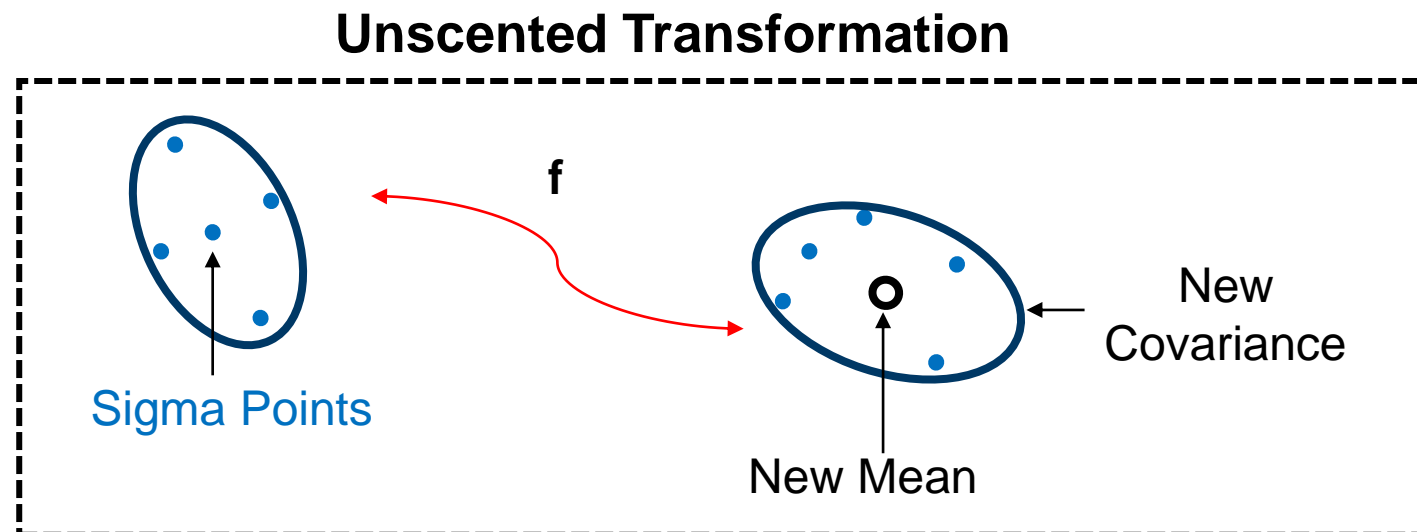 Unscented Transformation
f
New
Covariance
Sigma Points
New Mean